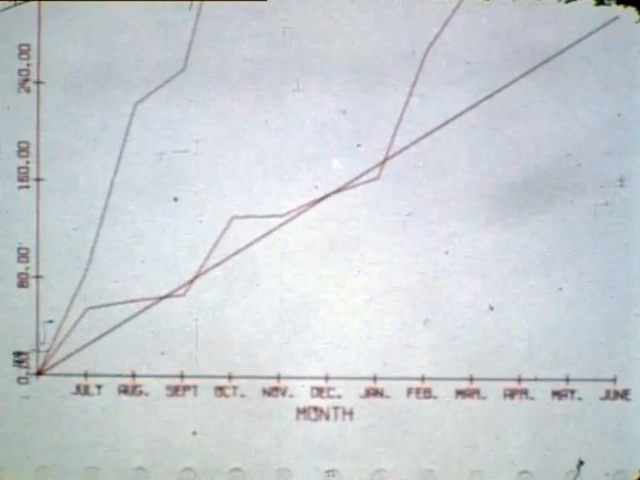 240.00
160.00
80.00
0.00
JULY AUG. SEPT OCT. NOV. DEC. JAN. FEB. MAR. APR. MAY. JUNE
MONTH